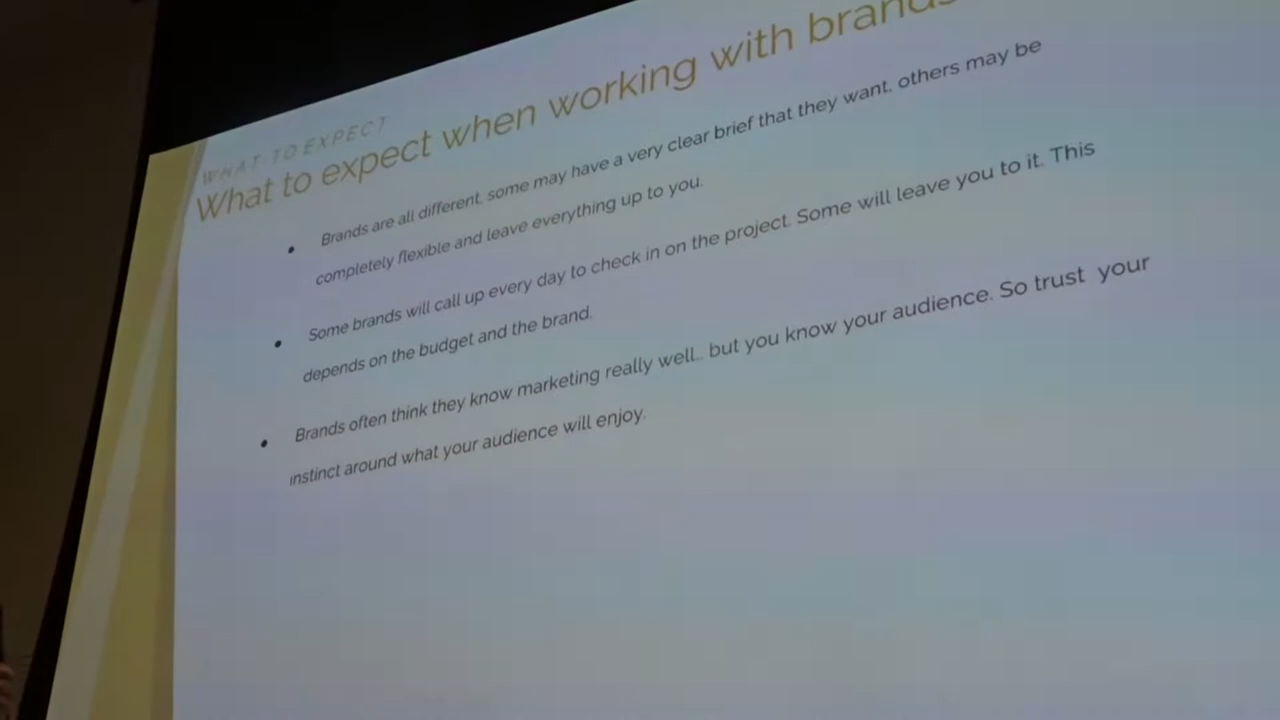 WHAT TO EXPECT
What to expect when working with brands
Brands are all different, some may have a very clear brief that they want, others may be
completely flexible and leave everything up to you.
Some brands will call up every day to check in on the project. Some will leave you to it. This
depends on the budget and the brand.
Brands often think they know marketing really well.. but you know your audience. So trust your
instinct around what your audience will enjoy.